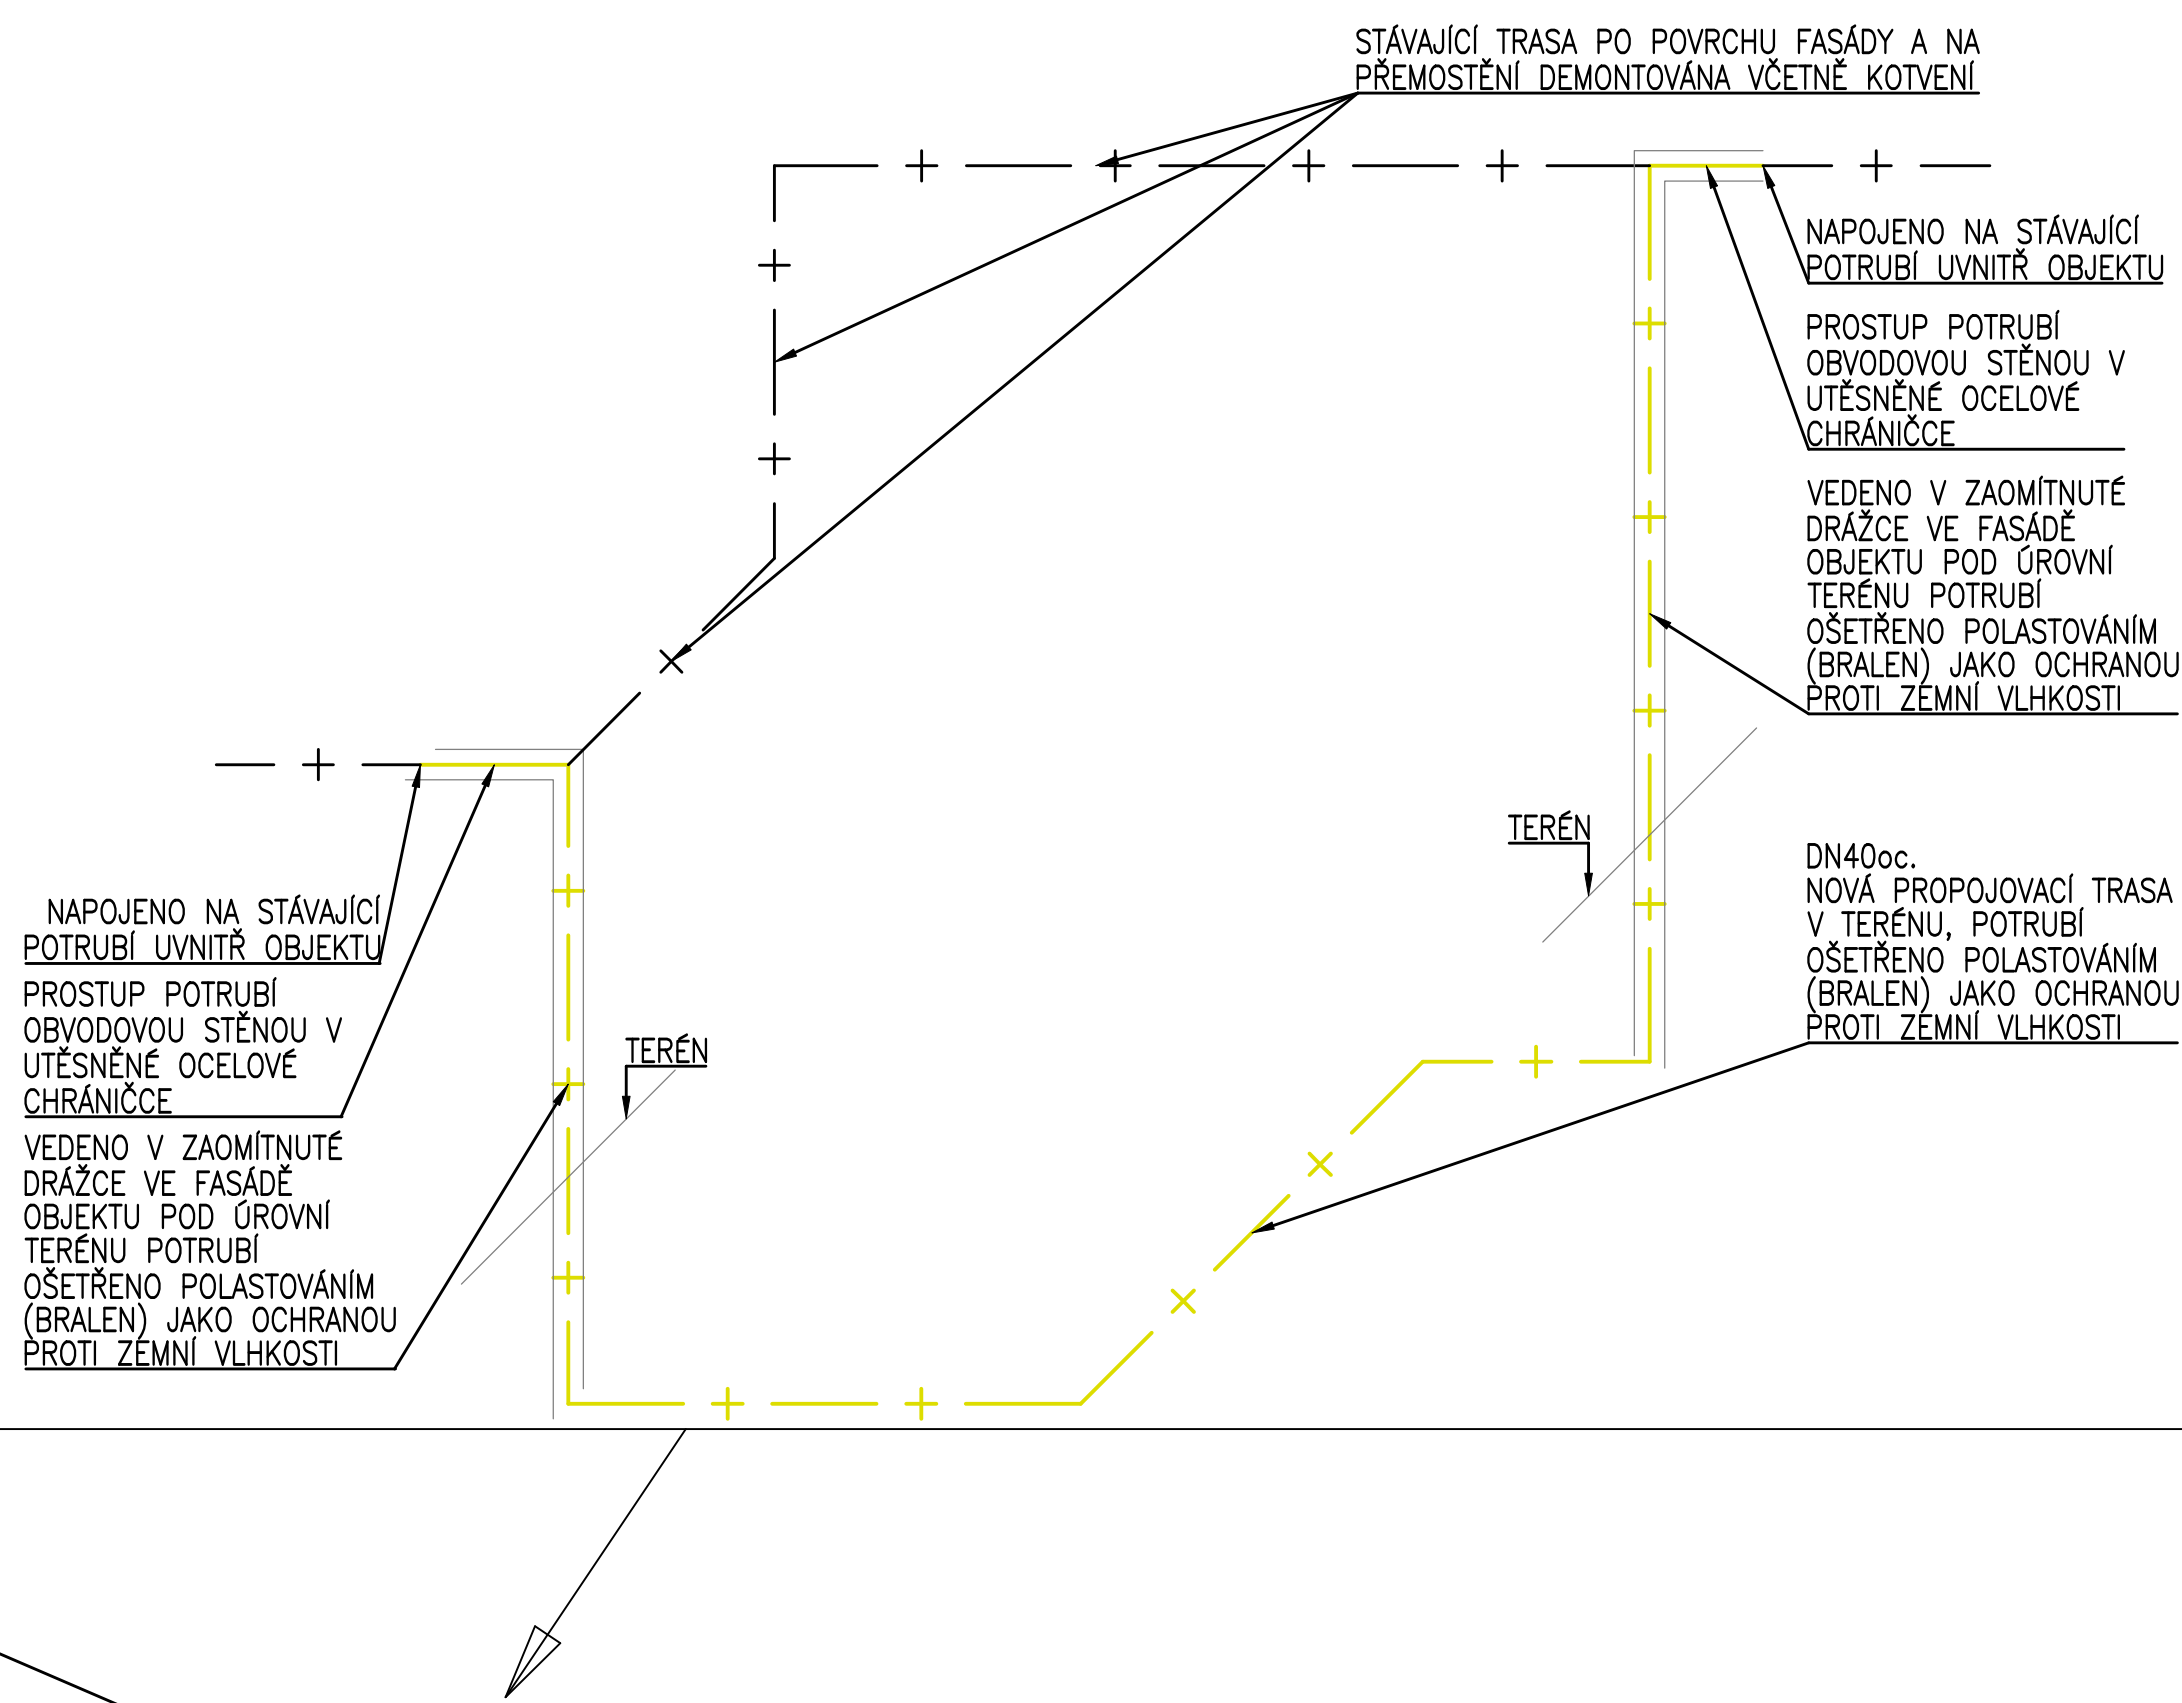 STÁVAJÍCÍ TRASA PO POVRCHU FASÁDY A NA
PŘEMOSTĚNÍ DEMONTOVÁNA VČETNĚ KOTVENÍ
NAPOJENO NA STÁVAJÍCÍ
POTRUBÍ UVNITŘ OBJEKTU
PROSTUP POTRUBÍ
OBVODOVOU STĚNOU V
UTĚSNĚNÉ OCELOVÉ
CHRÁNIČCE
VEDENO V ZAOMÍTNUTÉ
DRÁŽCE VE FASÁDĚ
OBJEKTU POD ÚROVNÍ
TERÉNU POTRUBÍ
OŠETŘENO POLASTOVÁNÍM
(BRALEN) JAKO OCHRANOU
PROTI ZEMNÍ VLHKOSTI
TERÉN
DN40oc.
NOVÁ PROPOJOVACÍ TRASA
V TERÉNU, POTRUBÍ
OŠETŘENO POLASTOVÁNÍM
(BRALEN) JAKO OCHRANOU
PROTI ZEMNÍ VLHKOSTI
NAPOJENO NA STÁVAJÍCÍ
POTRUBÍ UVNITŘ OBJEKTU
PROSTUP POTRUBÍ
OBVODOVOU STĚNOU V
UTĚSNĚNÉ OCELOVÉ
CHRÁNIČCE
TERÉN
VEDENO V ZAOMÍTNUTÉ
DRÁŽCE VE FASÁDĚ
OBJEKTU POD ÚROVNÍ
TERÉNU POTRUBÍ
OŠETŘENO POLASTOVÁNÍM
(BRALEN) JAKO OCHRANOU
PROTI ZEMNÍ VLHKOSTI